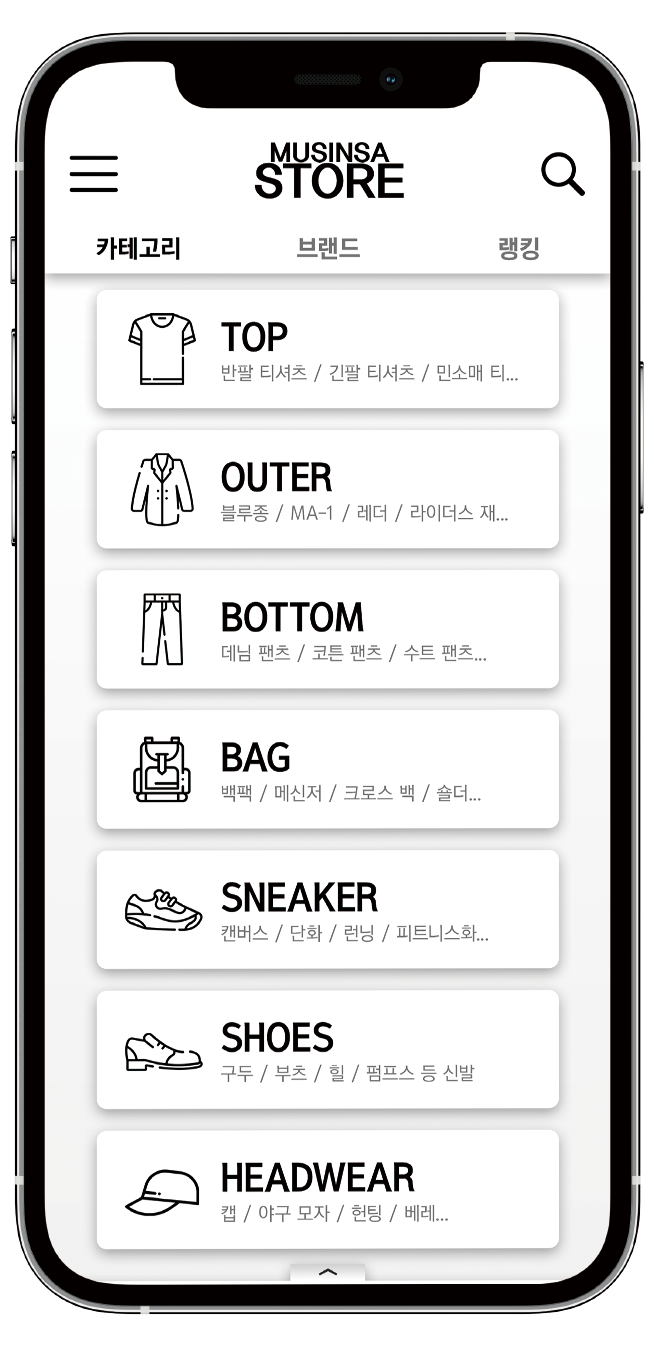 MUSINSA
STORE
카테고리 브랜드 랭킹
TOP
반팔 티셔츠 / 긴팔 티셔츠 / 민소매 티...
OUTER
블루종 / MA-1 / 레더 / 라이더스 재...
BOTTOM
데님 팬츠 / 코튼 팬츠 / 수트 팬츠...
BAG
백팩 / 메신저 / 크로스 백 / 숄더...
SNEAKER
캔버스 / 단화 / 런닝 / 피트니스화...
SHOES
구두 / 부츠 / 힐 / 펌프스 등 신발
HEADWEAR
캡 / 야구 모자 / 헌팅 / 베레...